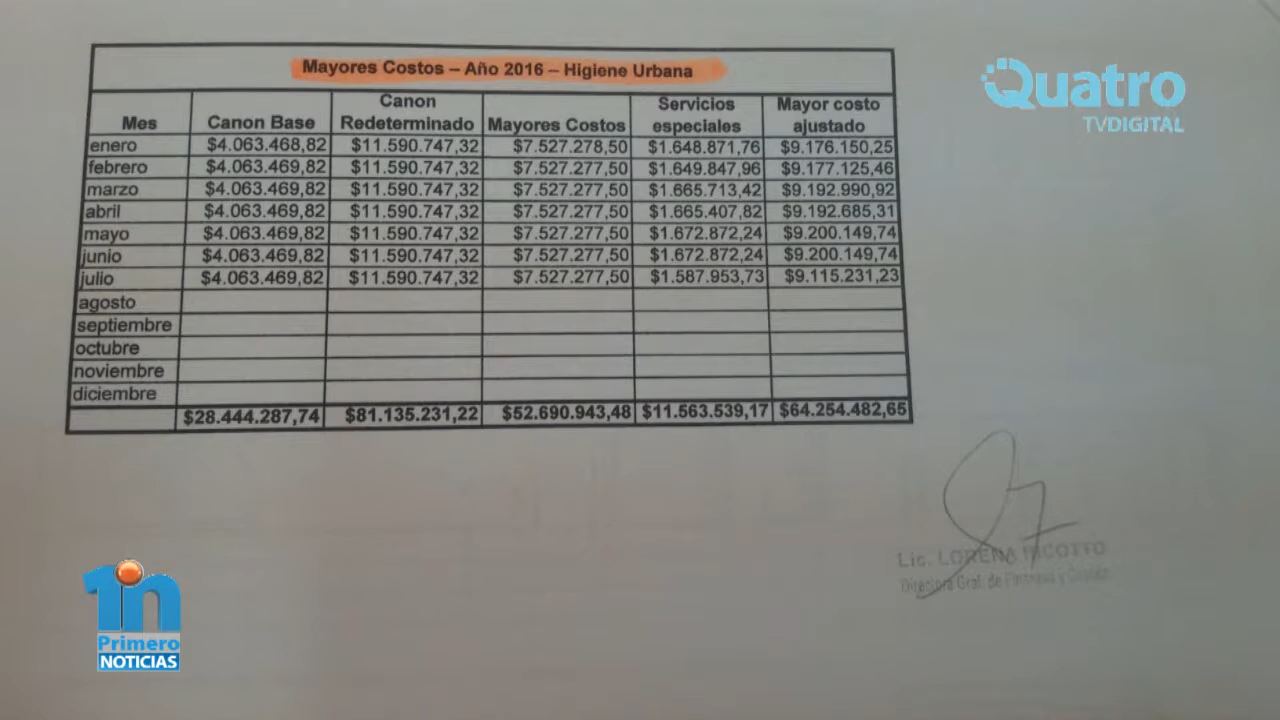 Mayores Costos – Año 2016 – Higiene Urbana
Mes Canon Base Canon Redeterminado Mayores Costos Servicios especiales Mayor costo ajustado
enero $4.063.468,82 $11.590.747,32 $7.527.278,50 $1.648.871,76 $9.176.150,25
febrero $4.063.469,82 $11.590.747,32 $7.527.277,50 $1.649.847,96 $9.177.125,46
marzo $4.063.469,82 $11.590.747,32 $7.527.277,50 $1.665.713,42 $9.192.990,92
abril $4.063.469,82 $11.590.747,32 $7.527.277,50 $1.665.407,82 $9.192.685,31
mayo $4.063.469,82 $11.590.747,32 $7.527.277,50 $1.672.872,24 $9.200.149,74
junio $4.063.469,82 $11.590.747,32 $7.527.277,50 $1.672.872,24 $9.200.149,74
julio $4.063.469,82 $11.590.747,32 $7.527.277,50 $1.587.953,73 $9.115.231,23
agosto
septiembre
octubre
noviembre
diciembre
$28.444.287,74 $81.135.231,22 $52.690.943,48 $11.563.539,17 $64.254.482,65
Quatro
TVDIGITAL
Lic. LORENA
Directora Gral. de Finanzas y
1n
Primero
NOTICIAS